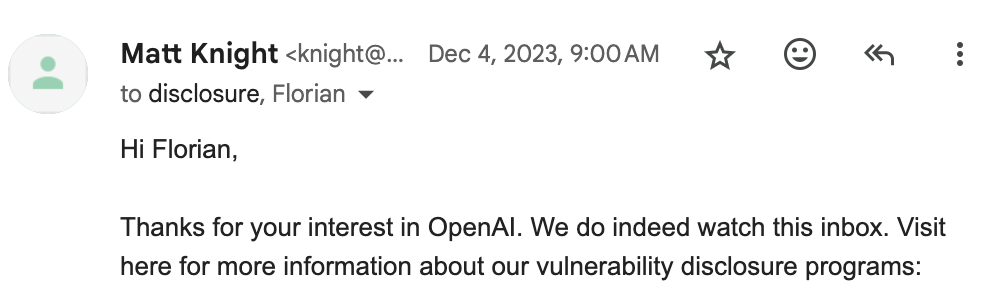 Matt Knight <knight@... Dec 4, 2023, 9:00 AM
to disclosure, Florian
Hi Florian,
Thanks for your interest in OpenAI. We do indeed watch this inbox. Visit
here for more information about our vulnerability disclosure programs: